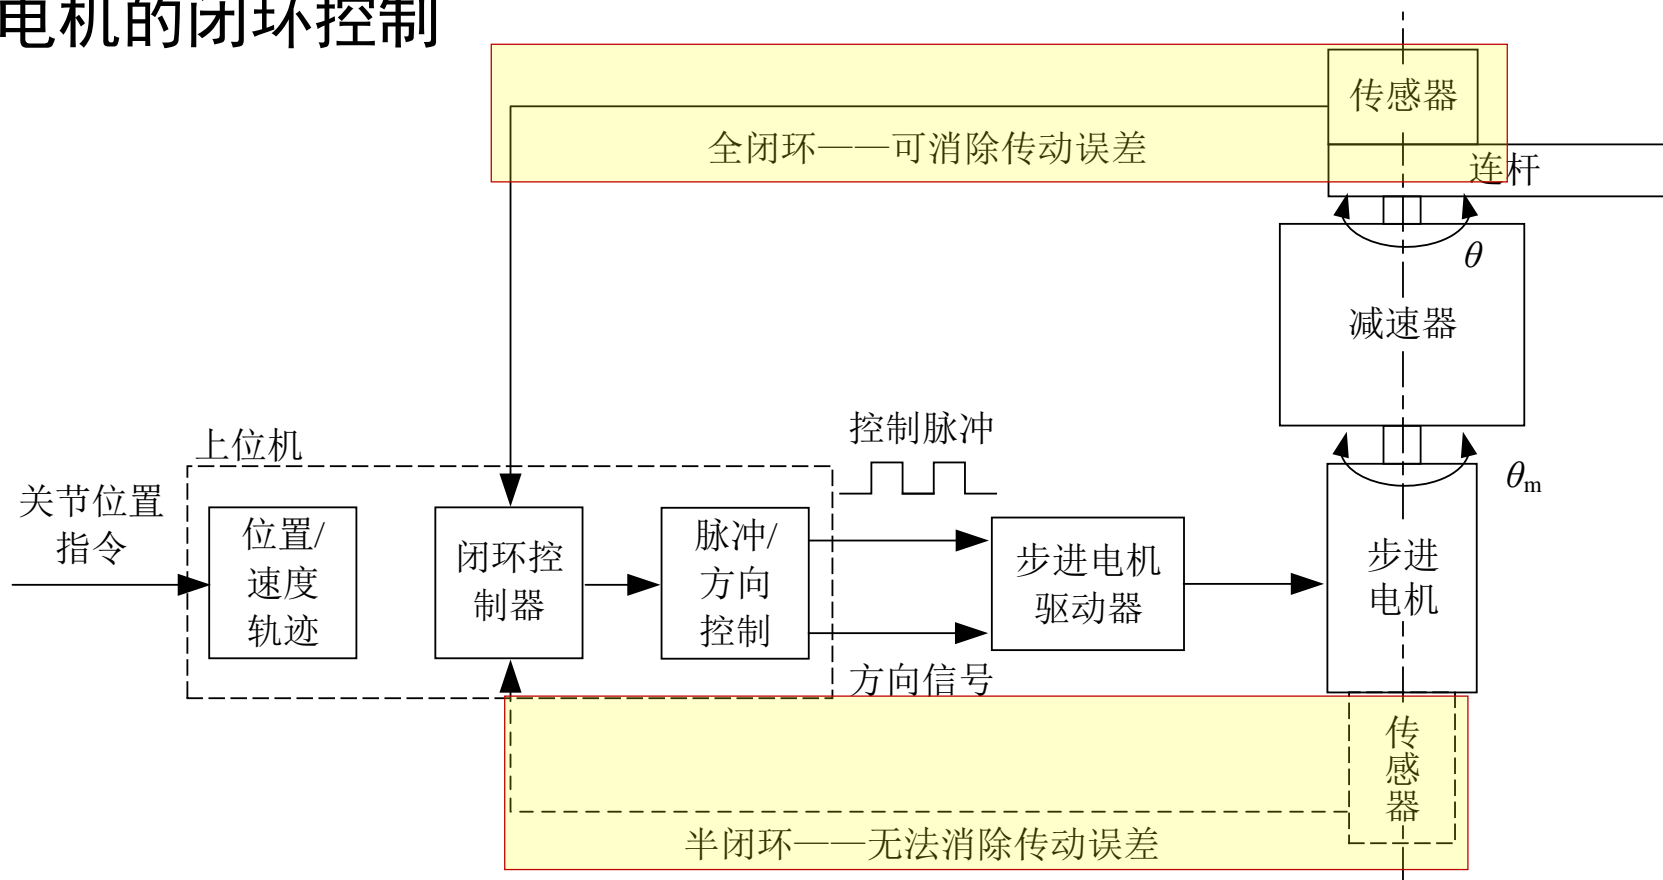 电机的闭环控制
传感器
全闭环——可消除传动误差
连杆
θ
减速器
控制脉冲
上位机
θm
关节位置
指令
位置/
速度
轨迹
闭环控
制器
脉冲/
方向
控制
步进电机
驱动器
步进
电机
方向信号
传
感
器
半闭环——无法消除传动误差